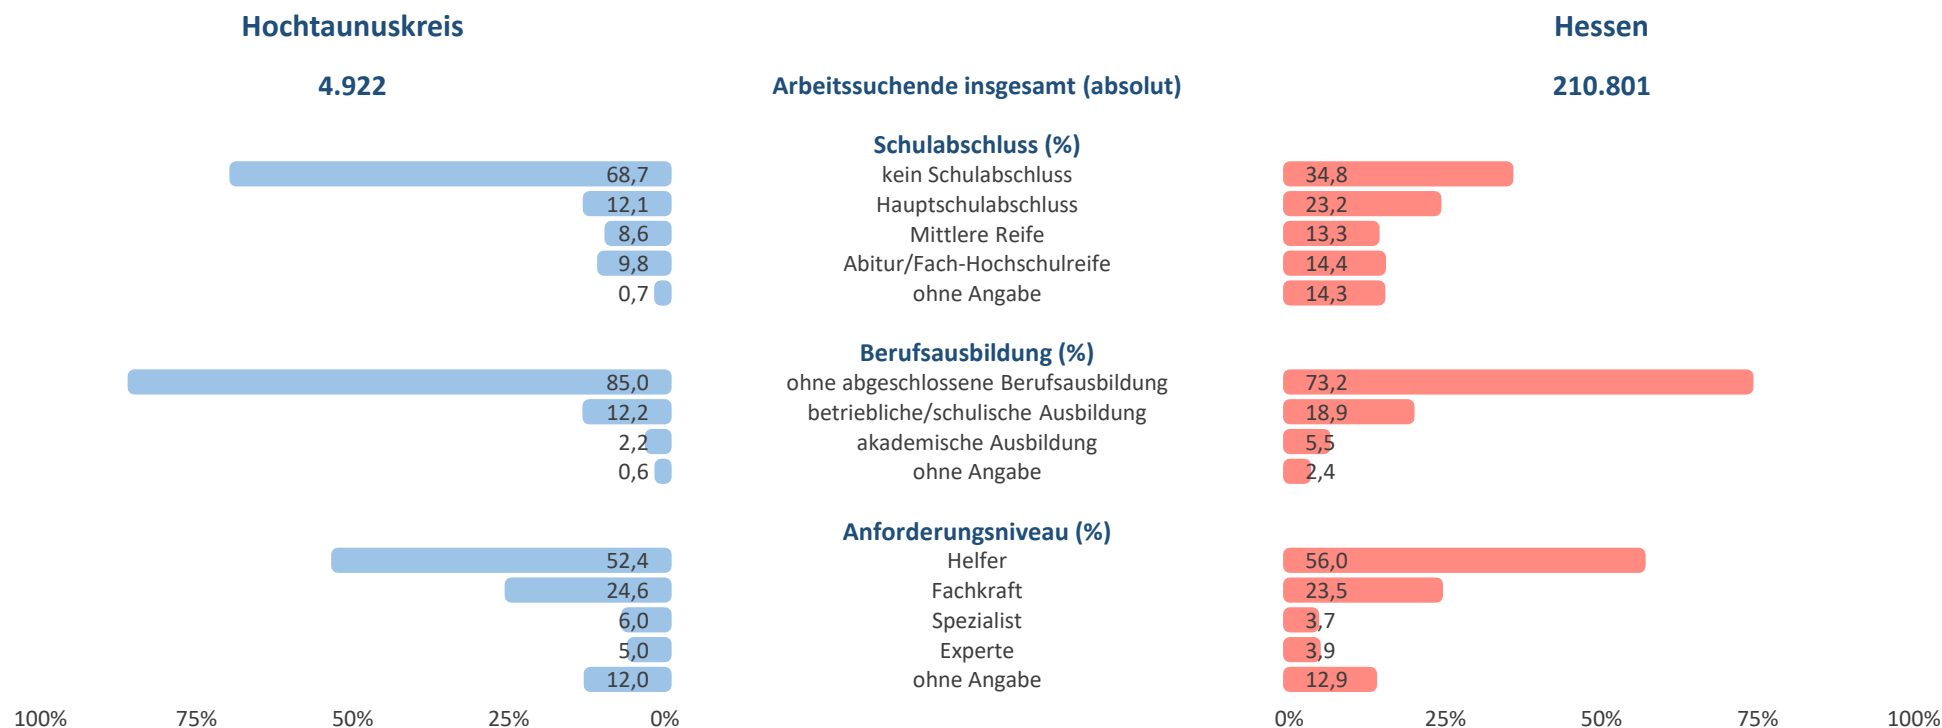 Hochtaunuskreis Hessen
4.922 Arbeitssuchende insgesamt (absolut) 210.801
Schulabschluss (%)
68,7 kein Schulabschluss 34,8
12,1 Hauptschulabschluss 23,2
8,6 Mittlere Reife 13,3
9,8 Abitur/Fach-Hochschulreife 14,4
0,7 ohne Angabe 14,3
Berufsausbildung (%)
85,0 ohne abgeschlossene Berufsausbildung 73,2
12,2 betriebliche/schulische Ausbildung 18,9
2,2 akademische Ausbildung 5,5
0,6 ohne Angabe 2,4
Anforderungsniveau (%)
52,4 Helfer 56,0
24,6 Fachkraft 23,5
6,0 Spezialist 3,7
5,0 Experte 3,9
12,0 ohne Angabe 12,9
100% 75% 50% 25% 0% 0% 25% 50% 75% 100%